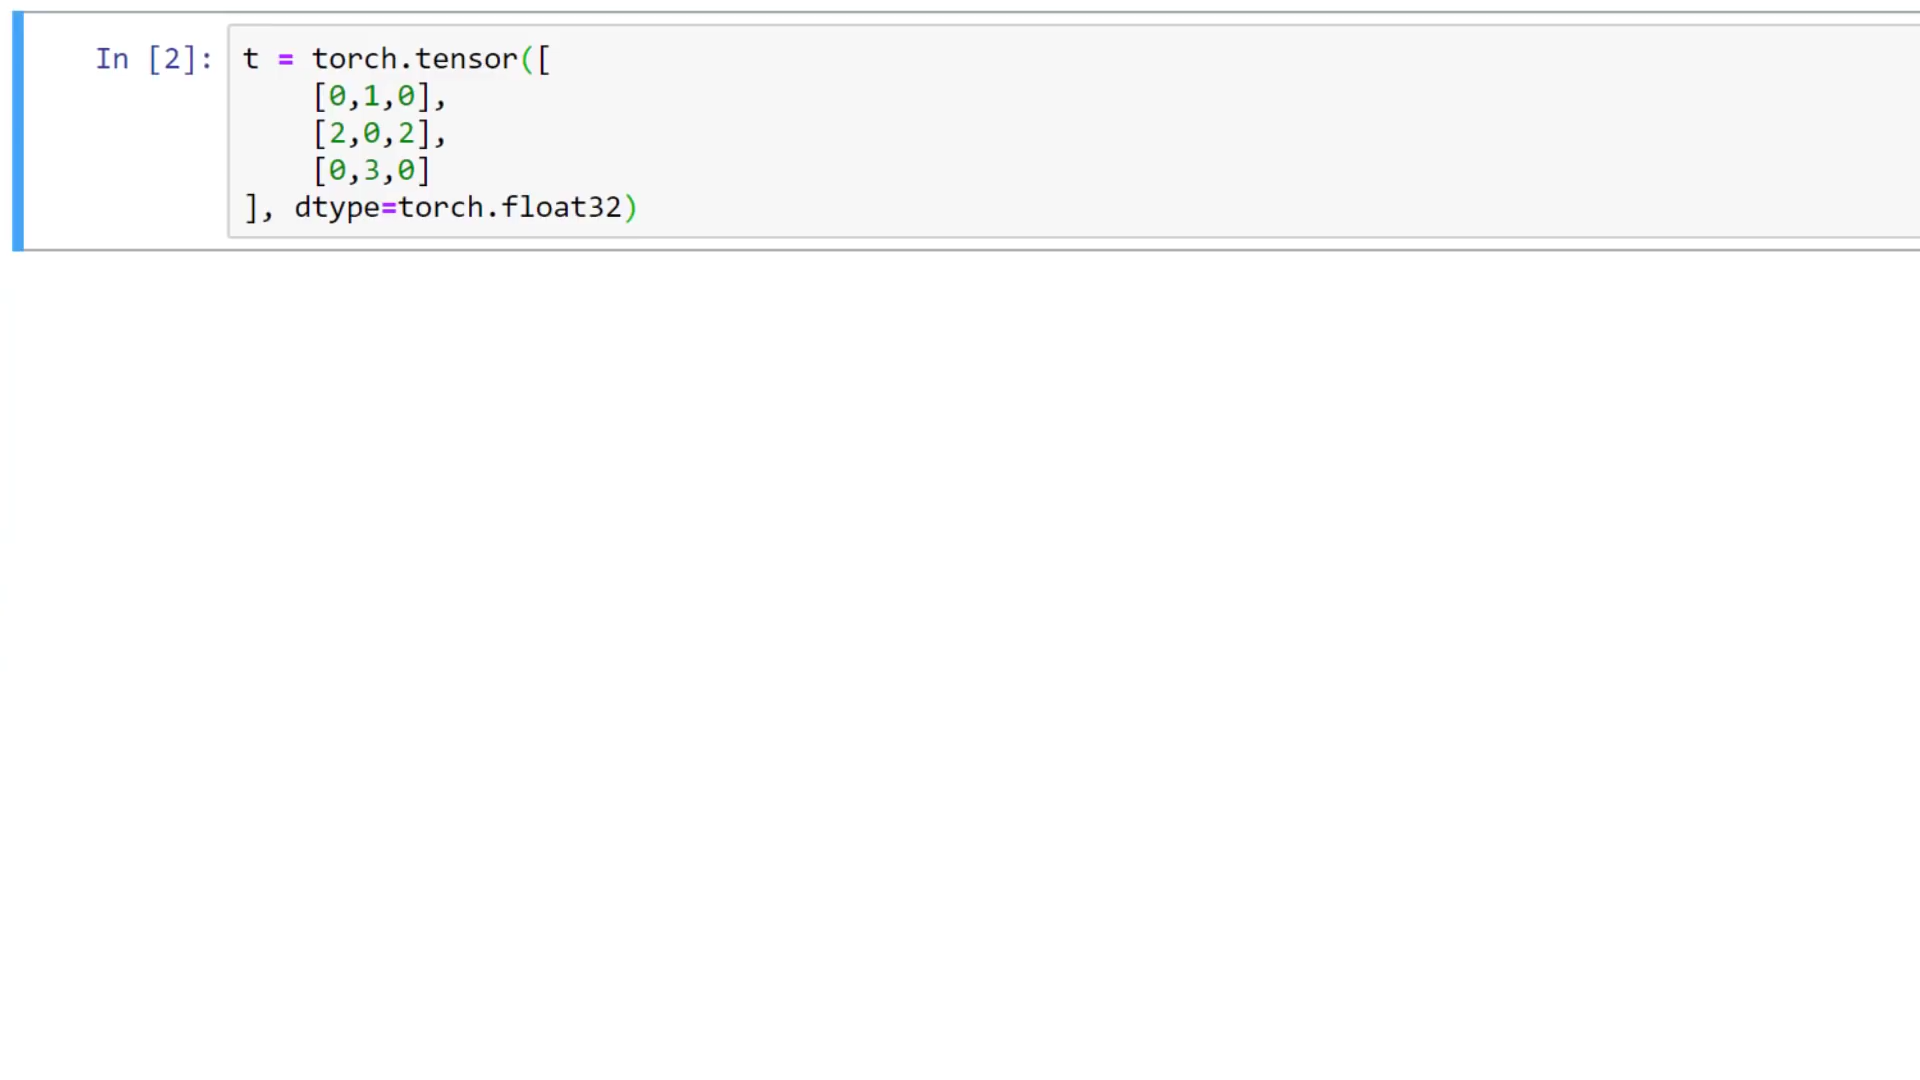 In [2]: t = torch.tensor([
[0,1,0],
[2,0,2],
[0,3,0]
], dtype=torch.float32)